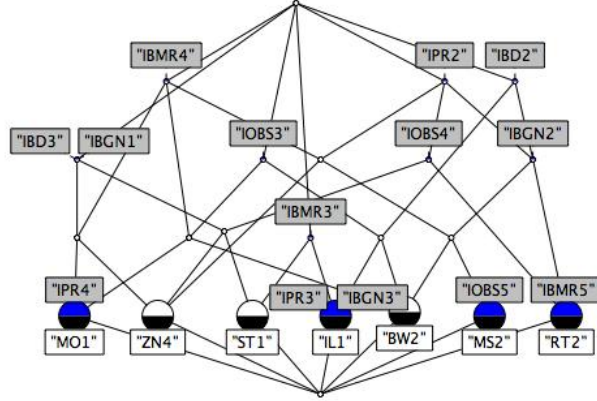 "IBMR4" "IPR2" "IBD2"
"IBD3" "IBGN1" "IOBS3" "IOBS4" "IBGN2"
"IBMR3"
"IPR4" "IPR3" "IBGN3" "IOBS5" "IBMR5"
"MO1" "ZN4" "ST1" "IL1" "BW2" "MS2" "RT2"